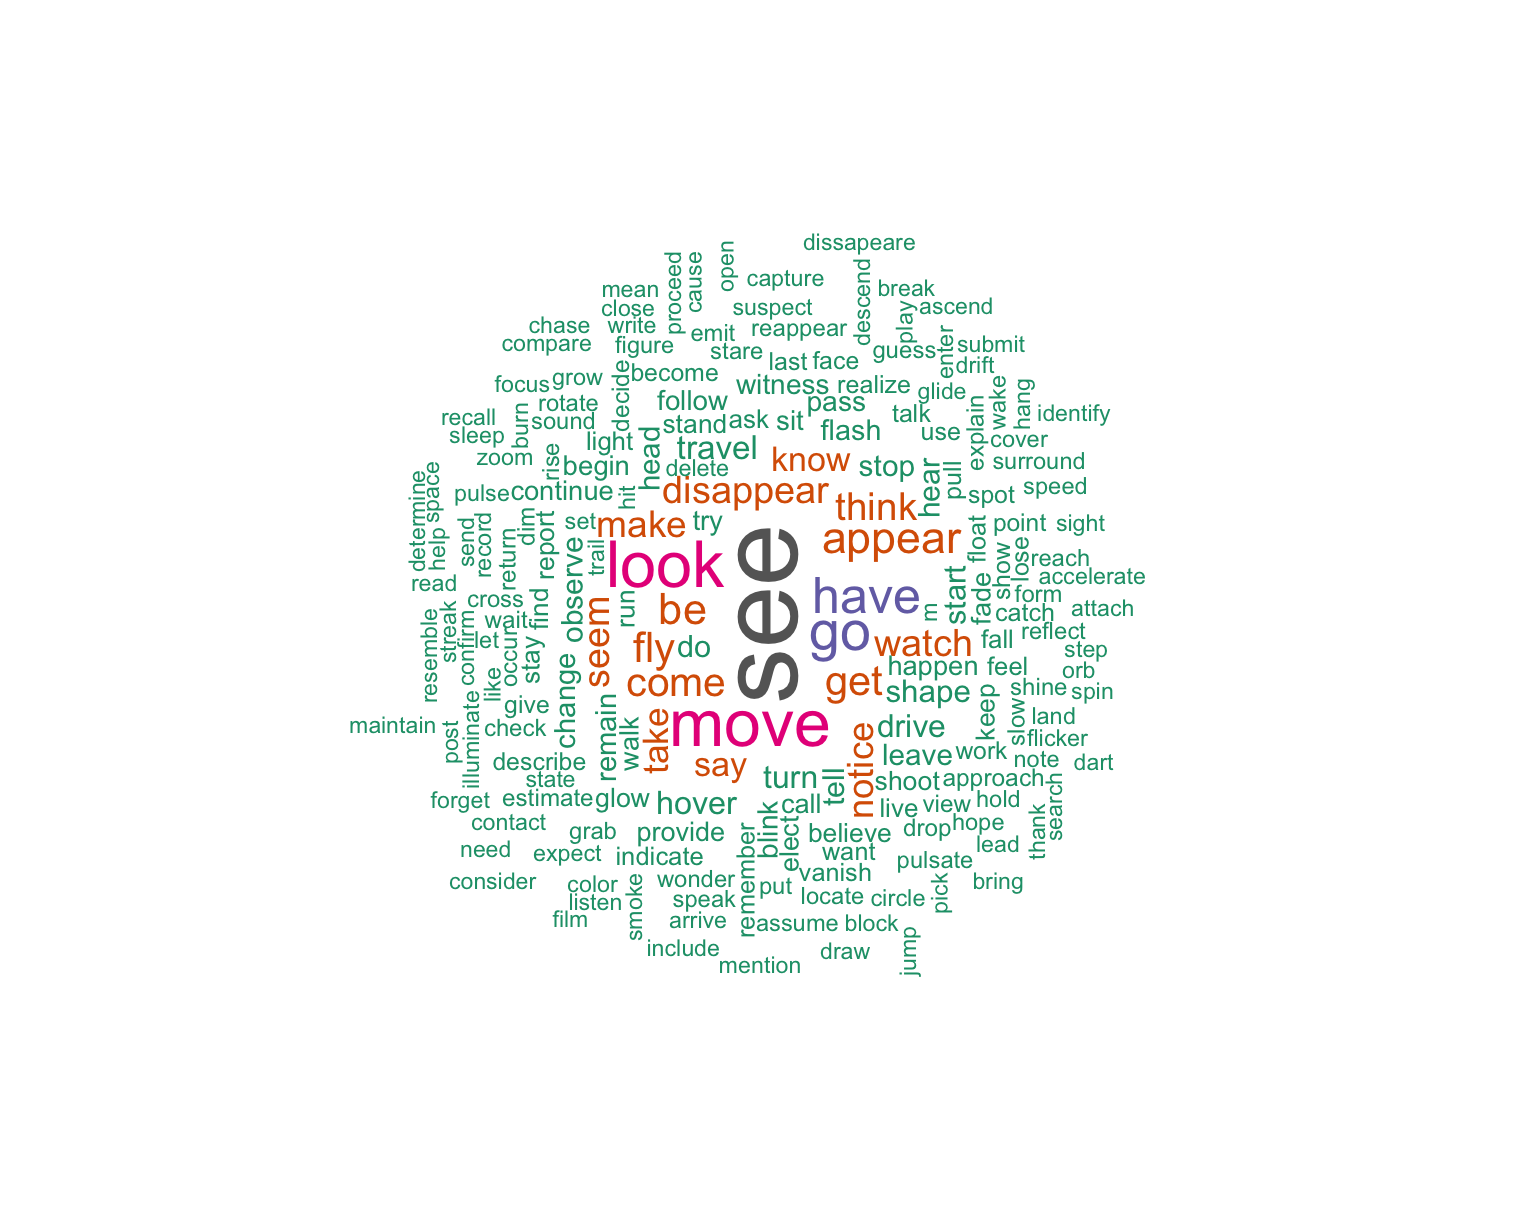 dissapeare
open
proceed
cause
capture
descend
break
mean
close
suspect
play
ascend
chase
write
emit
reappear
compare
figure
stare
last
face
guess
enter
submit
drift
focus
grow
decide
become
witness
realize
glide
wake
hang
recall
burn
rotate
follow
pass
talk
explain
identify
sleep
sound
stand
ask
sit
flash
use
cover
zoom
rise
light
head
travel
know
stop
hear
pull
surround
begin
delete
determine
space
pulse
continue
hit
disappear
think
spot
speed
help
send
record
return
dim
report
set
make
try
appear
float
point
sight
read
trail
look
see
show
lose
reach
accelerate
cross
find
observe
run
be
have
m
start
fade
form
catch
attach
resemble
streak
confirm
let
wait
occur
stay
seem
fly
do
go
watch
fall
reflect
step
like
give
change
come
get
happen
feel
shape
orb
shine
spin
maintain
post
illuminate
check
remain
walk
take
move
notice
drive
keep
slow
land
flicker
describe
state
say
leave
work
note
dart
forget
estimate
glow
hover
turn
tell
shoot
approach
search
contact
grab
provide
blink
call
elect
believe
live
view
hold
drop
hope
thank
need
expect
indicate
remember
want
lead
pulsate
consider
color
wonder
put
vanish
bring
listen
smoke
speak
locate
circle
pick
film
arrive
assume
block
include
mention
draw
jump